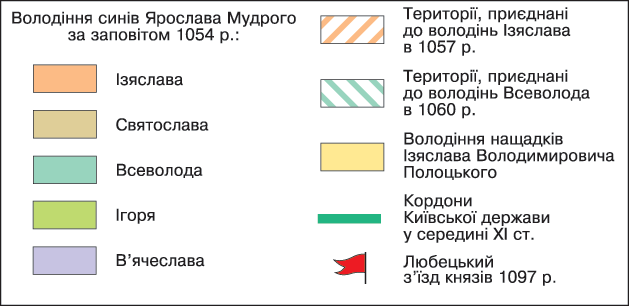 Володіння синів Ярослава Мудрого
за заповітом 1054 р.:
Ізяслава
Святослава
Всеволода
Ігоря
В’ячеслава
Території, приєднані
до володінь Ізяслава
в 1057 р.
Території, приєднані
до володінь Всеволода
в 1060 р.
Володіння нащадків
Ізяслава Володимировича
Полоцького
Кордони
Київської держави
у середині XI ст.
Любецький
з’їзд князів 1097 р.